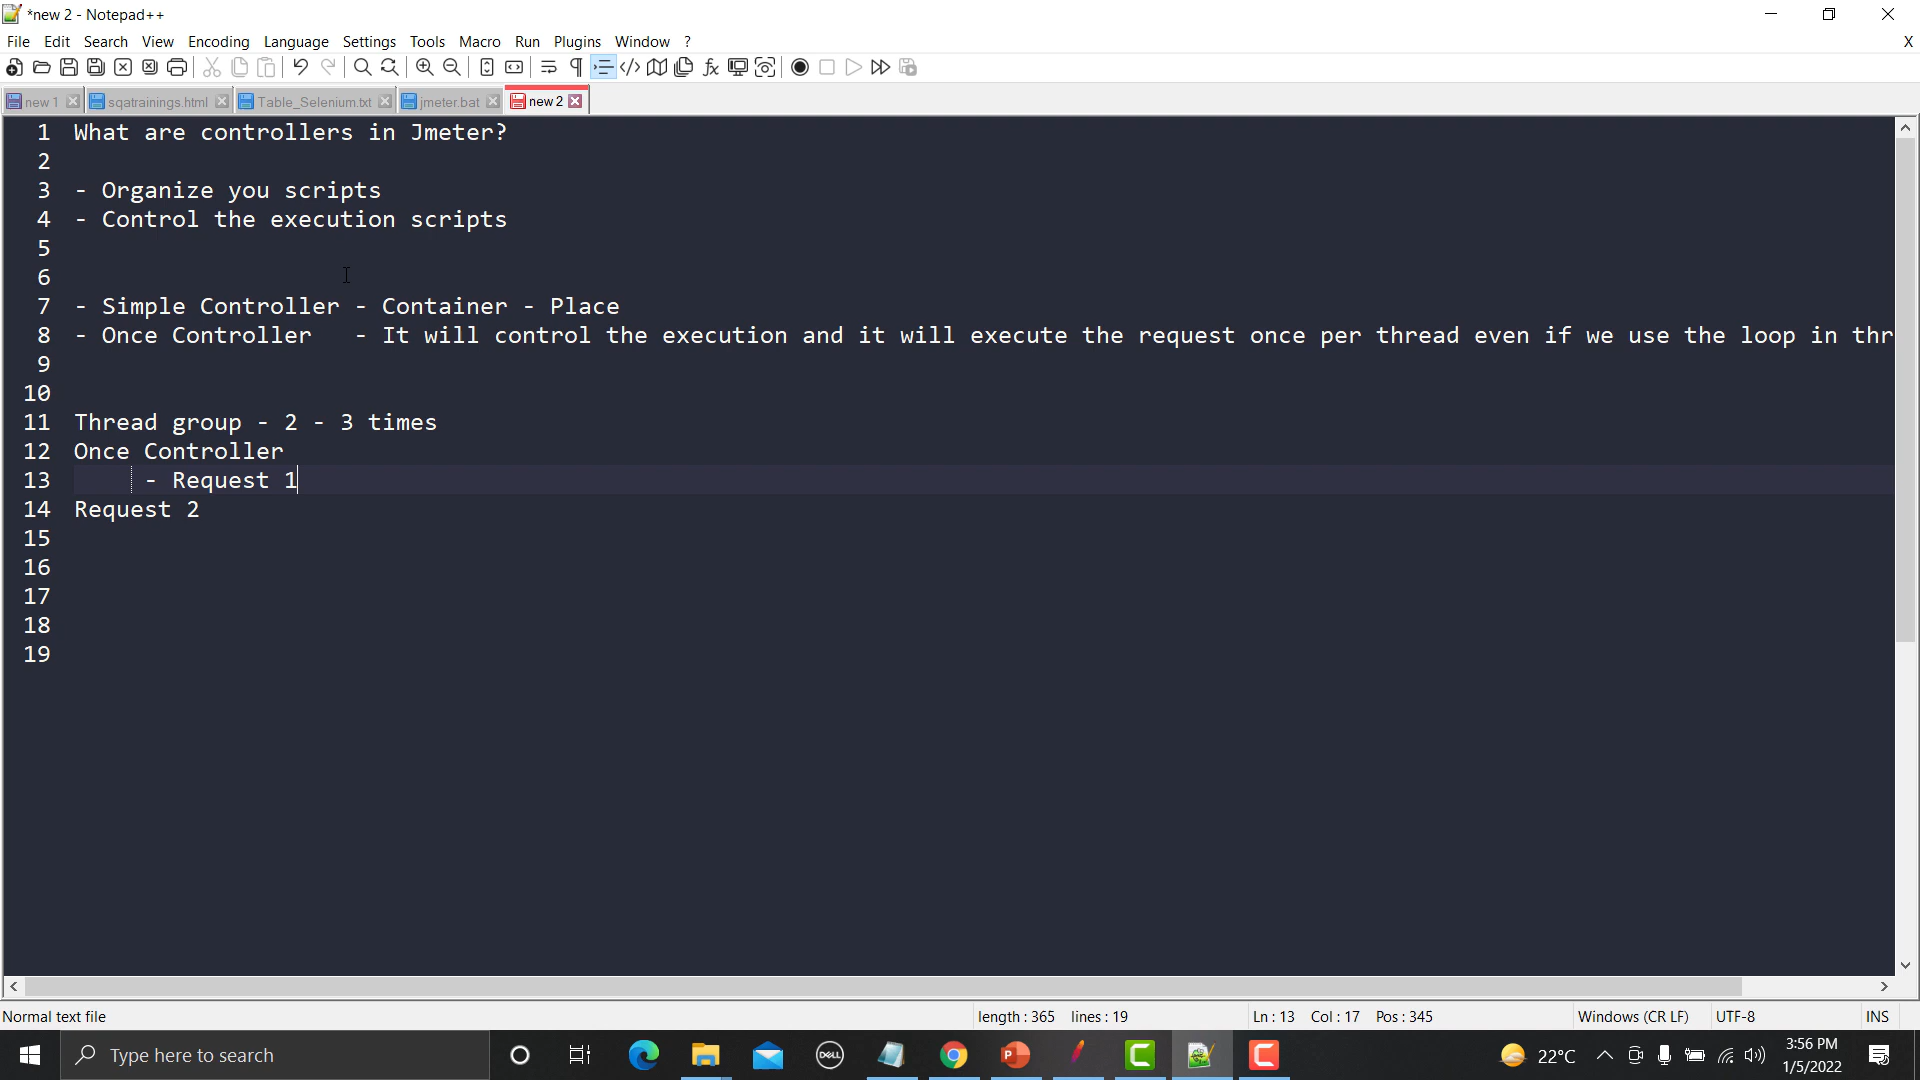 *new 2 - Notepad++
File Edit Search View Encoding Language Settings Tools Macro Run Plugins Window ? X
new 1 sqatrainings.html Table_Selenium.txt jmeter.bat new 2
1 What are controllers in Jmeter?
2
3 - Organize you scripts
4 - Control the execution scripts
5
6
7 - Simple Controller - Container - Place
8 - Once Controller - It will control the execution and it will execute the request once per thread even if we use the loop in thr
9
10
11 Thread group - 2 - 3 times
12 Once Controller
13 - Request 1
14 Request 2
15
16
17
18
19
Normal text file length : 365 lines : 19 Ln : 13 Col : 17 Pos : 345 Windows (CR LF) UTF-8 INS
Type here to search DELL 22°C 3:56 PM
1/5/2022